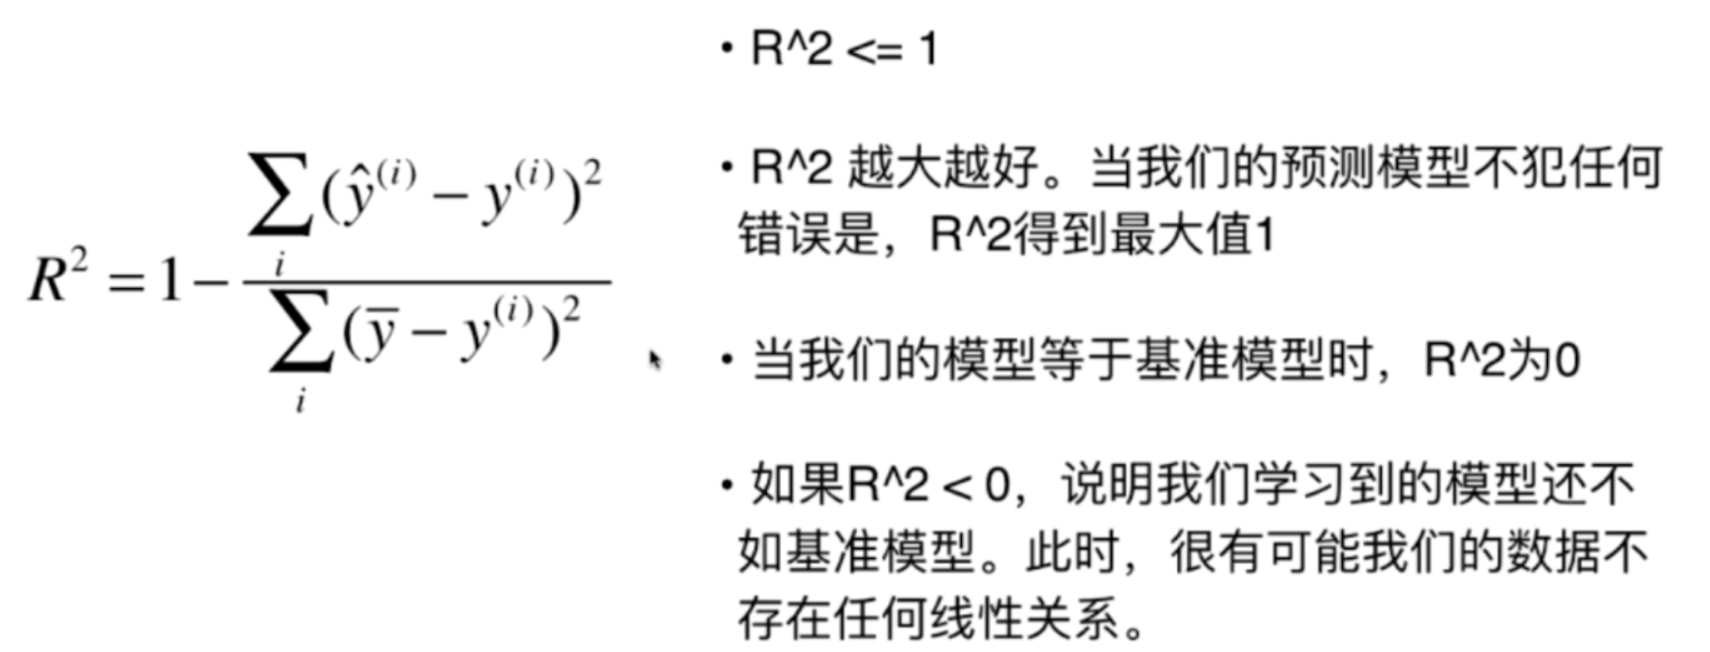 R² = 1 − \frac{\sum_i (\hat{y}^{(i)} − y^{(i)})^2}{\sum_i (\overline{y} − y^{(i)})^2}
• R^2 <= 1
• R^2 越大越好。当我们的预测模型不犯任何
错误是，R^2得到最大值1
• 当我们的模型等于基准模型时，R^2为0
• 如果R^2 < 0，说明我们学习到的模型还不
如基准模型。此时，很有可能我们的数据不
存在任何线性关系。